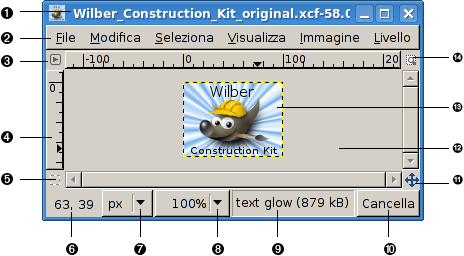 ❶ Wilber_Construction_Kit_original.xcf-58.0
❷ File Modifica Seleziona Visualizza Immagine Livello
❸ -100 0 100 20 ⓮
0
Wilber
⓭
❹
Construction Kit
⓬
❺ ⓫
63, 39 px 100% text glow (879 kB) Cancella
❻ ❼ ❽ ❾ ❿